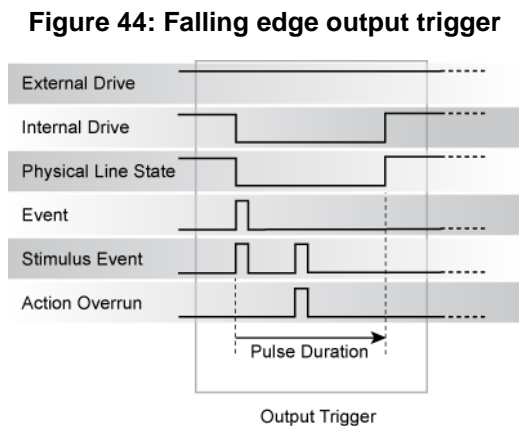 Figure 44: Falling edge output trigger
External Drive
Internal Drive
Physical Line State
Event
Stimulus Event
Action Overrun
Pulse Duration
Output Trigger